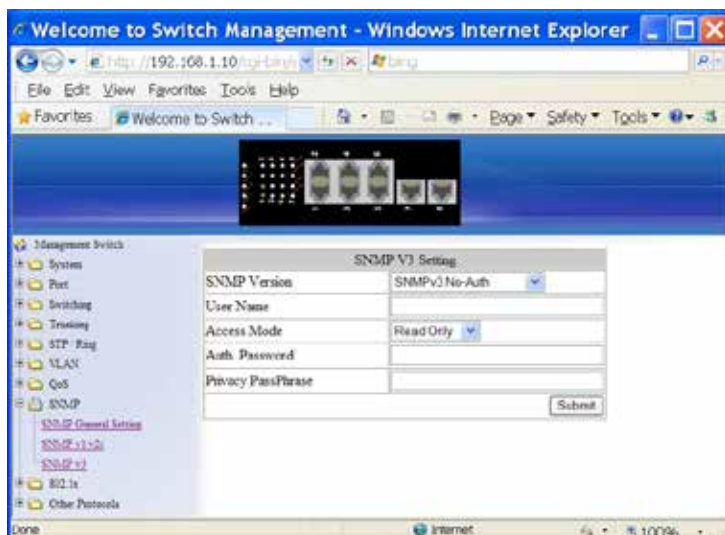 Welcome to Switch Management - Windows Internet Explorer
http://192.168.1.10/cgi-bin/
bing
File Edit View Favorites Tools Help
Favorites Welcome to Switch ... Page Safety Tools
Management Switch
System
Port
Switching
Trunking
STP Ring
VLAN
QoS
SNMP
SNMP General Setting
SNMP v1/v2c
SNMP v3
802.1x
Other Protocols
SNMP V3 Setting
SNMP Version SNMPv3 No-Auth
User Name
Access Mode Read Only
Auth. Password
Privacy PassPhrase
Submit
Done Internet 100%